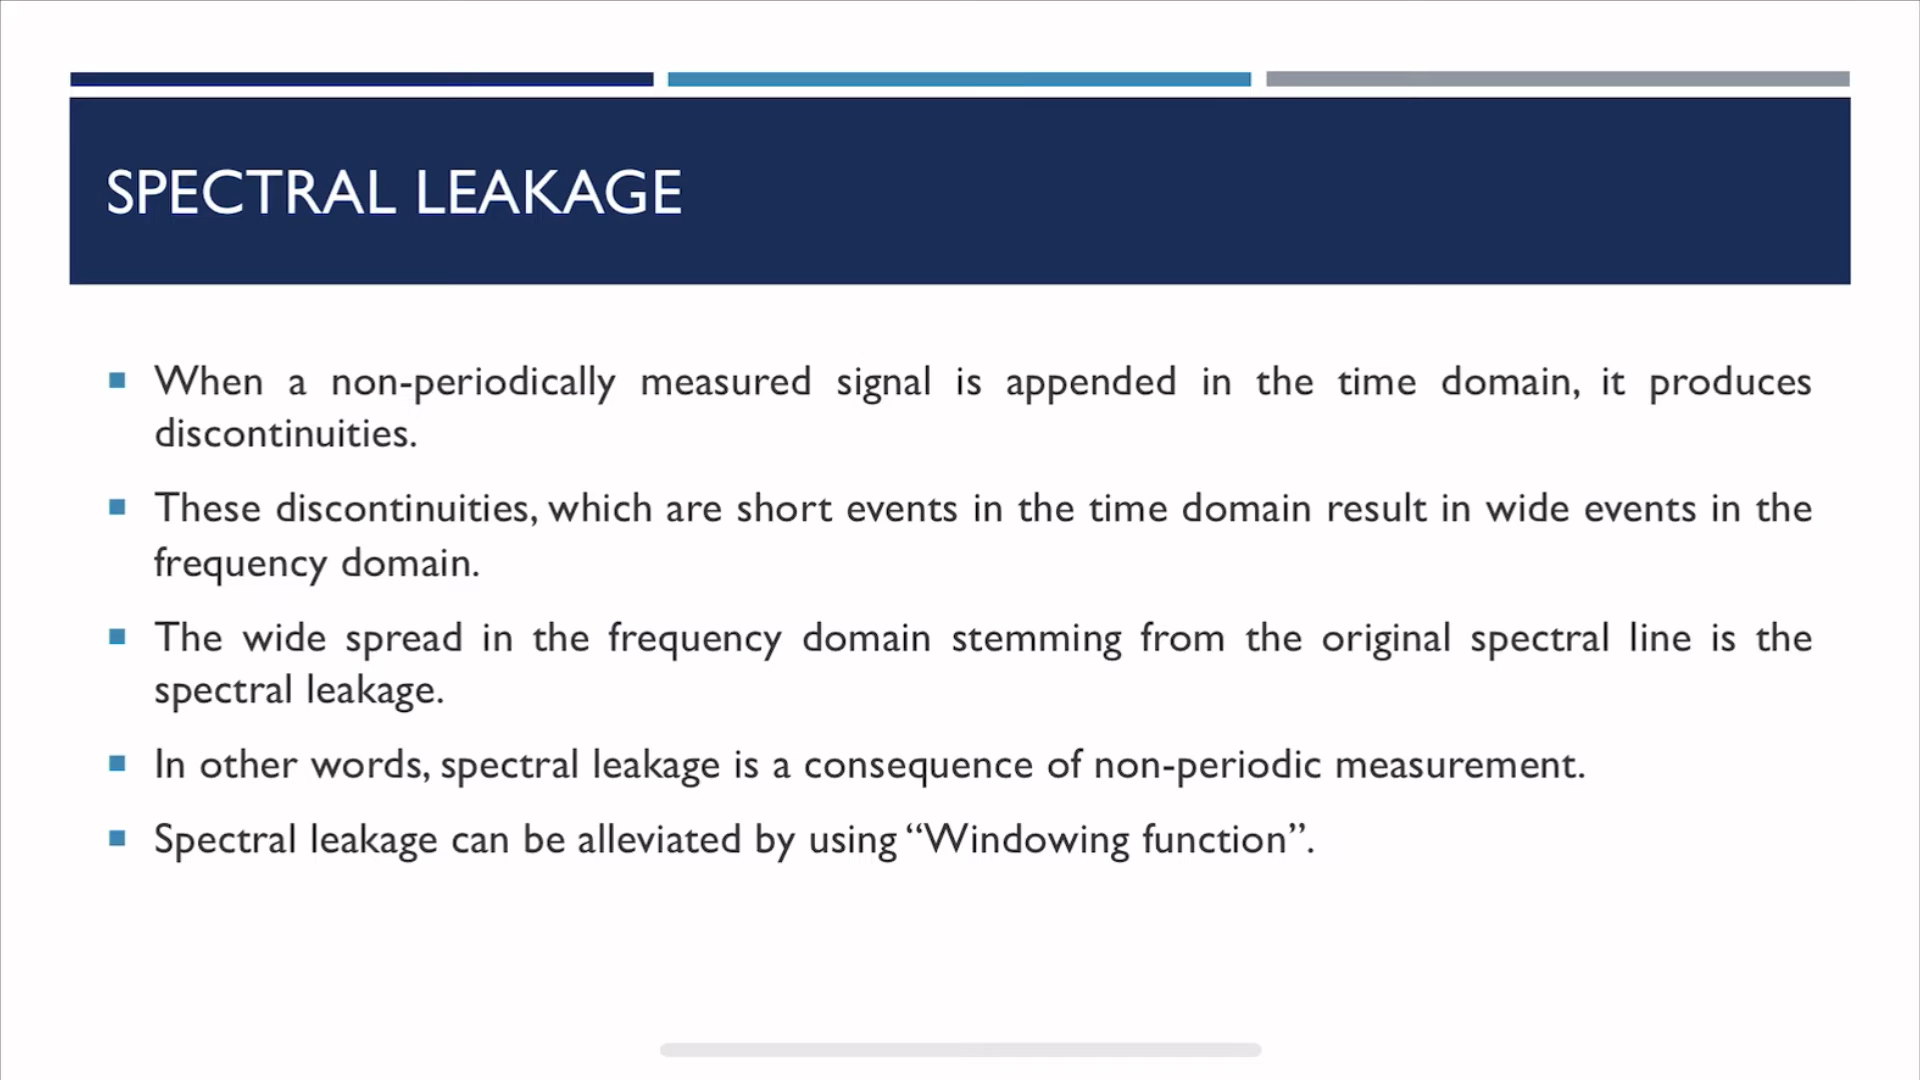 SPECTRAL LEAKAGE
When a non-periodically measured signal is appended in the time domain, it produces
discontinuities.
These discontinuities, which are short events in the time domain result in wide events in the
frequency domain.
The wide spread in the frequency domain stemming from the original spectral line is the
spectral leakage.
In other words, spectral leakage is a consequence of non-periodic measurement.
Spectral leakage can be alleviated by using “Windowing function”.